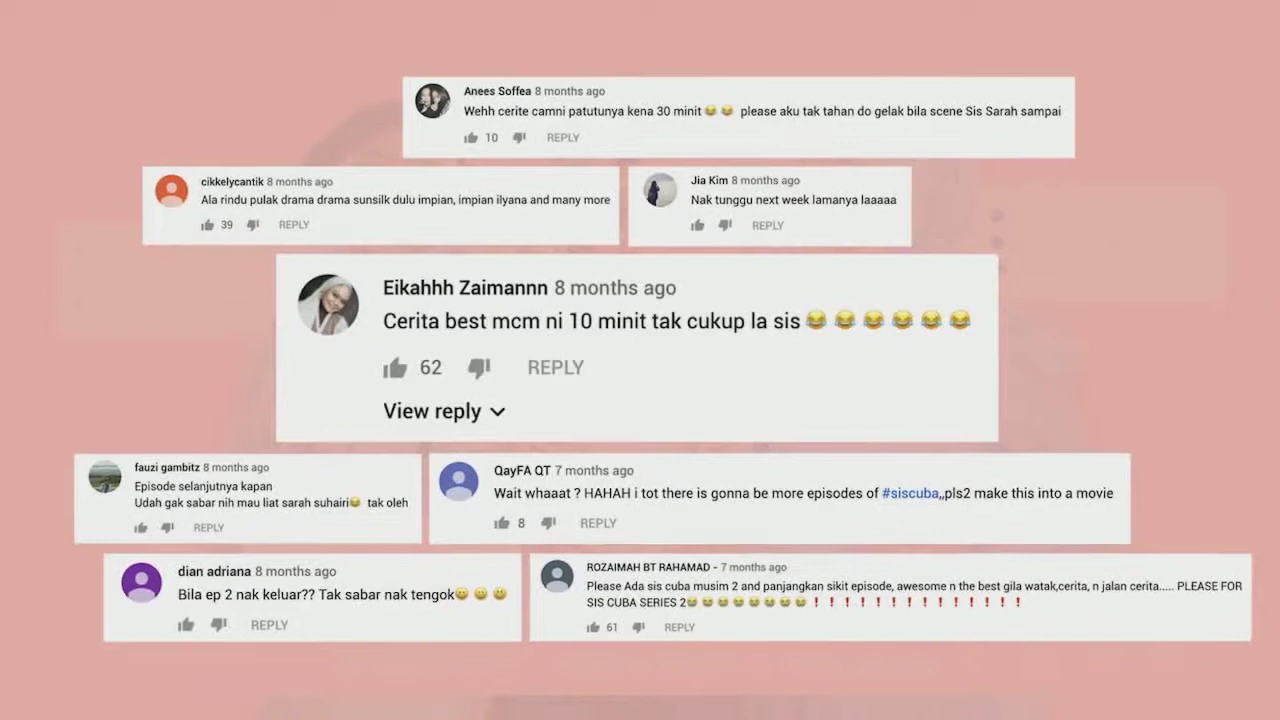 Anees Soffea 8 months ago
Wehh cerite camni patutunya kena 30 minit😂 😂 please aku tak tahan do gelak bila scene Sis Sarah sampai
10 REPLY
cikkelycantik 8 months ago
Ala rindu pulak drama drama sunsilk dulu impian, impian ilyana and many more
39 REPLY
Jia Kim 8 months ago
Nak tunggu next week lamanya laaaaa
REPLY
Eikahhh Zaimannn 8 months ago
Cerita best mcm ni 10 minit tak cukup la sis😂 😂 😂 😂 😂 😂
62 REPLY
View reply
fauzi gambitz 8 months ago
Episode selanjutnya kapan
Udah gak sabar nih mau liat sarah suhairi😂 tak oleh
REPLY
QayFA QT 7 months ago
Wait whaaat ? HAHAH i tot there is gonna be more episodes of #siscuba,,pls2 make this into a movie
8 REPLY
dian adriana 8 months ago
Bila ep 2 nak keluar?? Tak sabar nak tengok😀 😀 😀
REPLY
ROZAIMAH BT RAHAMAD - 7 months ago
Please Ada sis cuba musim 2 and panjangkan sikit episode, awesome n the best gila watak,cerita, n jalan cerita..... PLEASE FOR
SIS CUBA SERIES 2😂 😂 😂 😂 😂 😂 😂 😂 ❗ ❗ ❗ ❗ ❗ ❗ ❗ ❗ ❗ ❗ ❗ ❗ ❗ ❗
61 REPLY